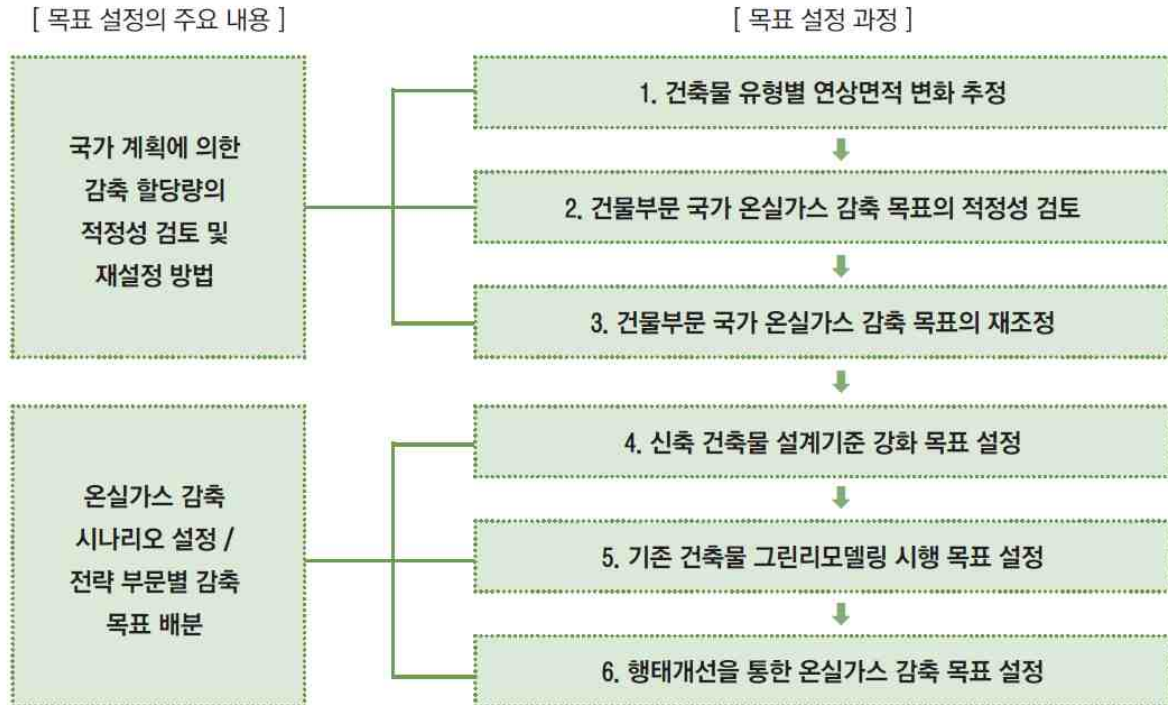 [ 목표 설정의 주요 내용 ]
[ 목표 설정 과정 ]
국가 계획에 의한
감축 할당량의
적정성 검토 및
재설정 방법
1. 건축물 유형별 연상면적 변화 추정
2. 건물부문 국가 온실가스 감축 목표의 적정성 검토
3. 건물부문 국가 온실가스 감축 목표의 재조정
온실가스 감축
시나리오 설정 /
전략 부문별 감축
목표 배분
4. 신축 건축물 설계기준 강화 목표 설정
5. 기존 건축물 그린리모델링 시행 목표 설정
6. 행태개선을 통한 온실가스 감축 목표 설정